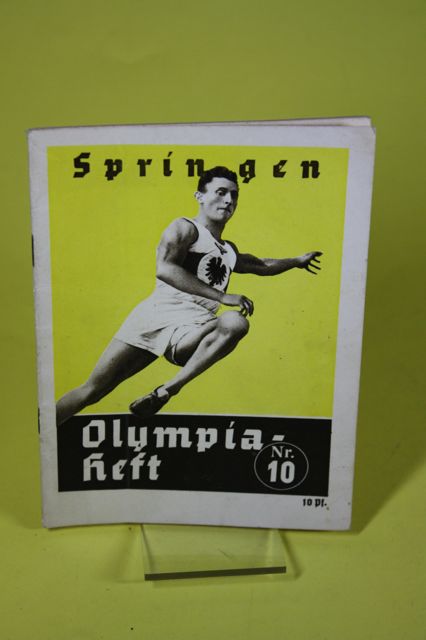 Springen
Olympia-
Heft
Nr.
10
10 Pf.